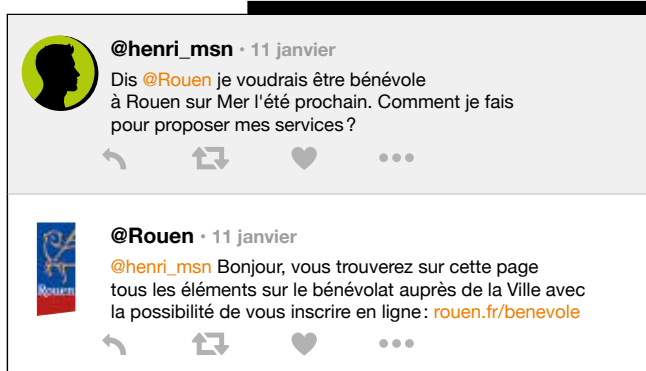 @henri_msn · 11 janvier
Dis @Rouen je voudrais être bénévole
à Rouen sur Mer l'été prochain. Comment je fais
pour proposer mes services ?
@Rouen · 11 janvier
Rouen
@henri_msn Bonjour, vous trouverez sur cette page
tous les éléments sur le bénévolat auprès de la Ville avec
la possibilité de vous inscrire en ligne : rouen.fr/benevole